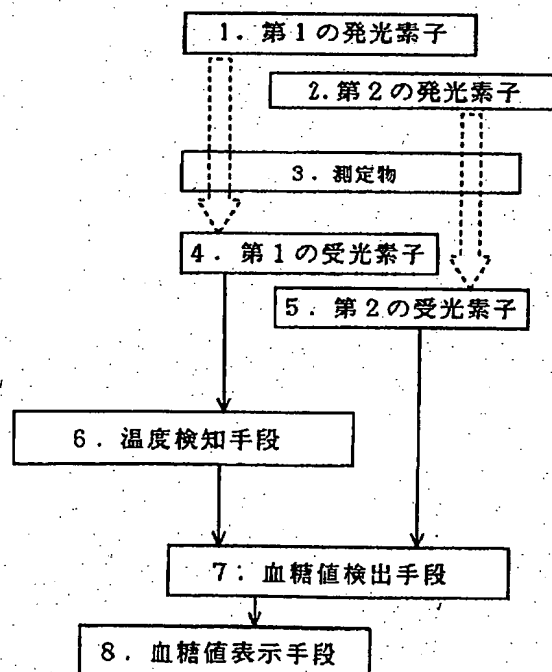 1. 第1の発光素子
2. 第2の発光素子
3. 測定物
4. 第1の受光素子
5. 第2の受光素子
6. 温度検知手段
7. 血糖値検出手段
8. 血糖値表示手段